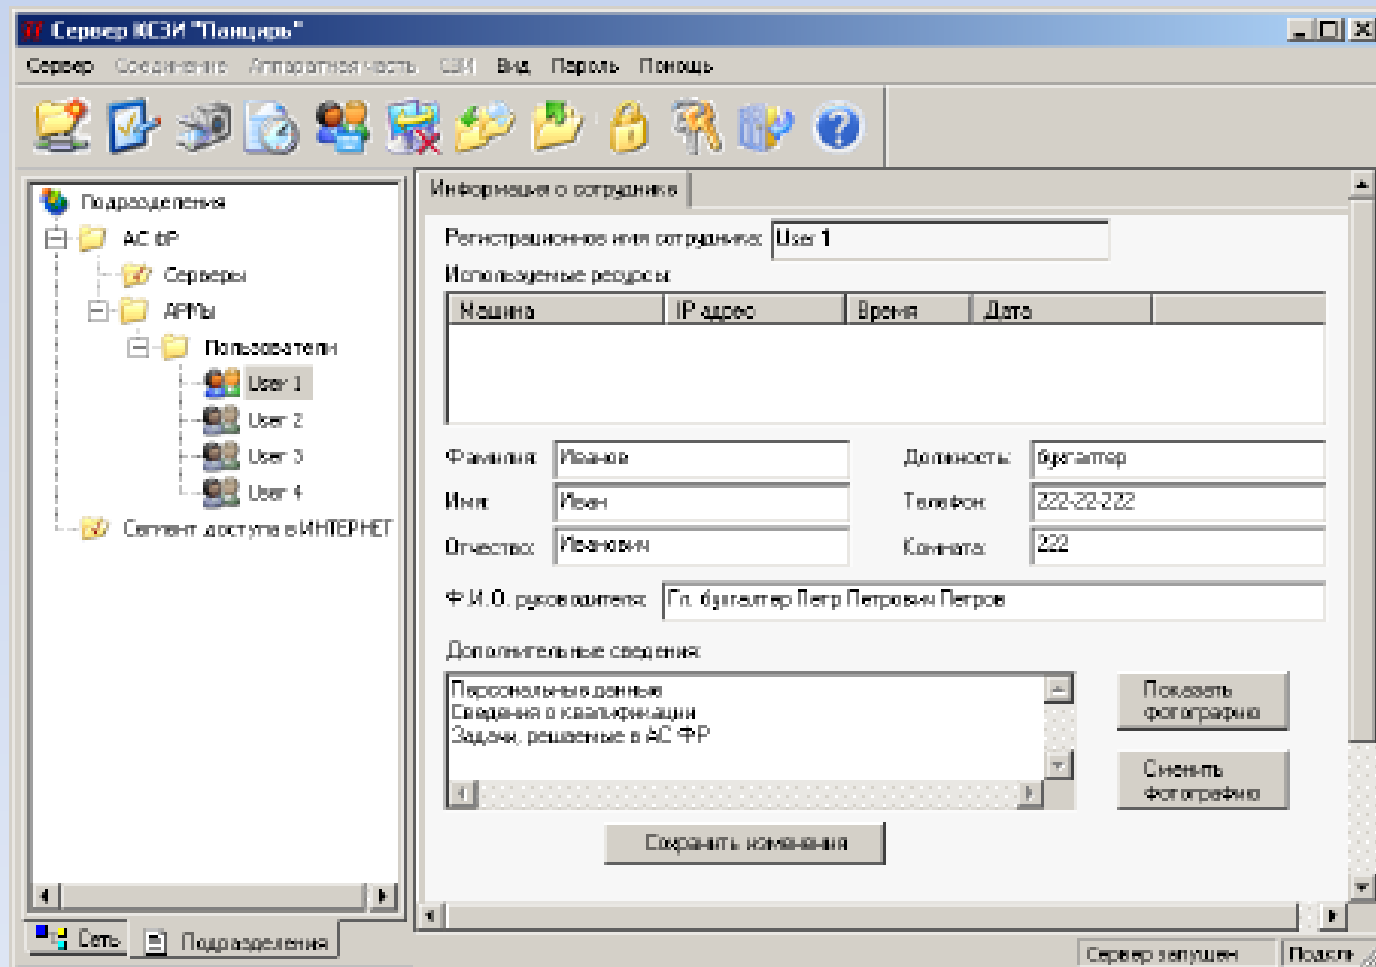 Сервер КСЗИ "Панцирь"
Сервер Соединение Аппаратная часть СЗИ Вид Пароль Помощь
Подразделения
АС ФР
Серверы
АРМы
Пользователи
User 1
User 2
User 3
User 4
Сегмент доступа в ИНТЕРНЕТ
Сеть Подразделения
Информация о сотруднике
Регистрационное имя сотрудника: User 1
Используемые ресурсы:
Машина IP адрес Время Дата
Фамилия: Иванов Должность: бухгалтер
Имя: Иван Телефон: 222-22-222
Отчество: Иванович Комната: 222
Ф.И.О. руководителя: Гл. бухгалтер Петр Петрович Петров
Дополнительные сведения:
Персональные данные
Сведения о квалификации
Задачи, решаемые в АС ФР
Показать фотографию
Сменить фотографию
Сохранить изменения
Сервер запущен